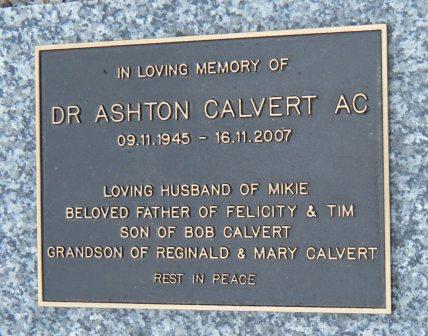 IN LOVING MEMORY OF
DR ASHTON CALVERT AC
09.11.1945 - 16.11.2007
LOVING HUSBAND OF MIKIE
BELOVED FATHER OF FELICITY & TIM
SON OF BOB CALVERT
GRANDSON OF REGINALD & MARY CALVERT
REST IN PEACE